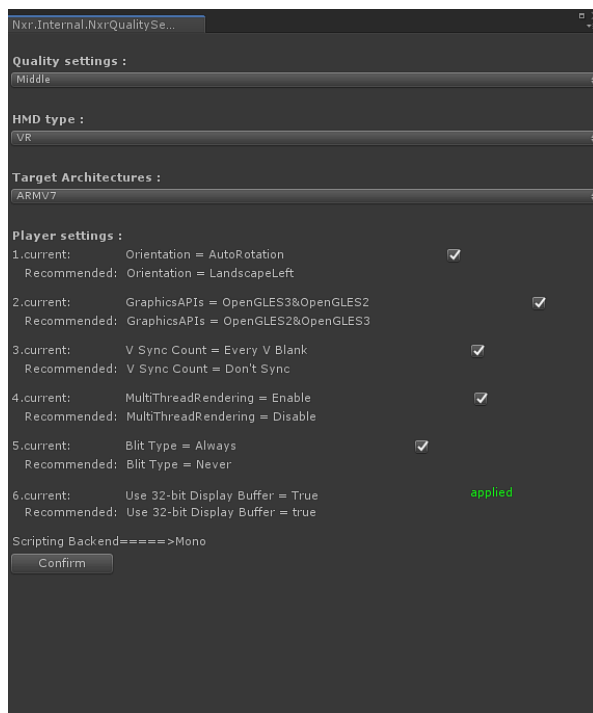 Nxr.Internal.NxrQualitySe...
Quality settings :
Middle
HMD type :
VR
Target Architectures :
ARMV7
Player settings :
1.current: Orientation = AutoRotation
Recommended: Orientation = LandscapeLeft
2.current: GraphicsAPIs = OpenGLES3&OpenGLES2
Recommended: GraphicsAPIs = OpenGLES2&OpenGLES3
3.current: V Sync Count = Every V Blank
Recommended: V Sync Count = Don't Sync
4.current: MultiThreadRendering = Enable
Recommended: MultiThreadRendering = Disable
5.current: Blit Type = Always
Recommended: Blit Type = Never
6.current: Use 32-bit Display Buffer = True applied
Recommended: Use 32-bit Display Buffer = true
Scripting Backend=====>Mono
Confirm